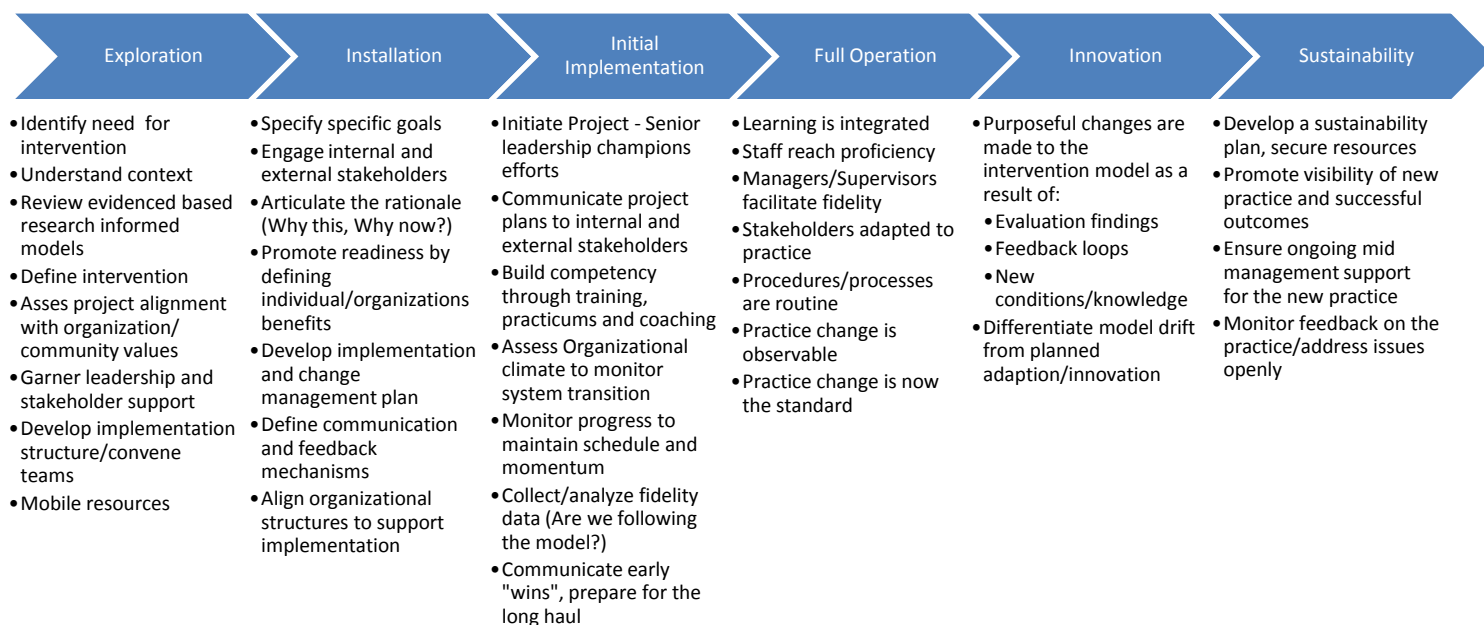 Exploration
Installation
Initial
Implementation
Full Operation
Innovation
Sustainability
•Identify need for
intervention
•Understand context
•Review evidenced based
research informed
models
•Define intervention
•Asses project alignment
with organization/
community values
•Garner leadership and
stakeholder support
•Develop implementation
structure/convene
teams
•Mobile resources
•Specify specific goals
•Engage internal and
external stakeholders
•Articulate the rationale
(Why this, Why now?)
•Promote readiness by
defining
individual/organizations
benefits
•Develop implementation
and change
management plan
•Define communication
and feedback
mechanisms
•Align organizational
structures to support
implementation
•Initiate Project - Senior
leadership champions
efforts
•Communicate project
plans to internal and
external stakeholders
•Build competency
through training,
practicums and coaching
•Assess Organizational
climate to monitor
system transition
•Monitor progress to
maintain schedule and
momentum
•Collect/analyze fidelity
data (Are we following
the model?)
•Communicate early
"wins", prepare for the
long haul
•Learning is integrated
•Staff reach proficiency
•Managers/Supervisors
facilitate fidelity
•Stakeholders adapted to
practice
•Procedures/processes
are routine
•Practice change is
observable
•Practice change is now
the standard
•Purposeful changes are
made to the
intervention model as a
result of:
•Evaluation findings
•Feedback loops
•New
conditions/knowledge
•Differentiate model drift
from planned
adaption/innovation
•Develop a sustainability
plan, secure resources
•Promote visibility of new
practice and successful
outcomes
•Ensure ongoing mid
management support
for the new practice
•Monitor feedback on the
practice/address issues
openly